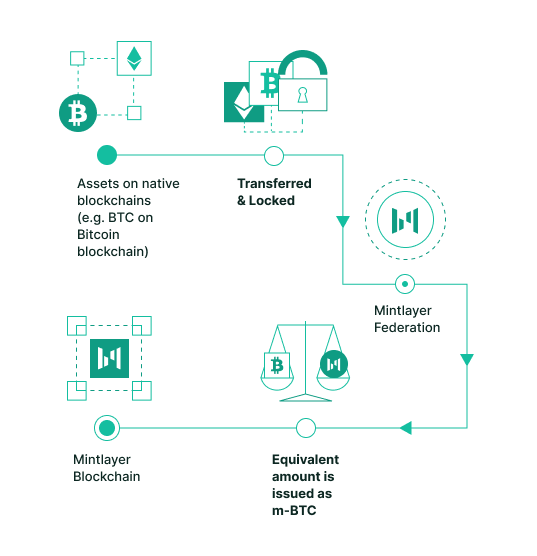 Assets on native
blockchains
(e.g. BTC on
Bitcoin
blockchain)
Transferred
& Locked
Mintlayer
Federation
Equivalent
amount is
issued as
m-BTC
Mintlayer
Blockchain